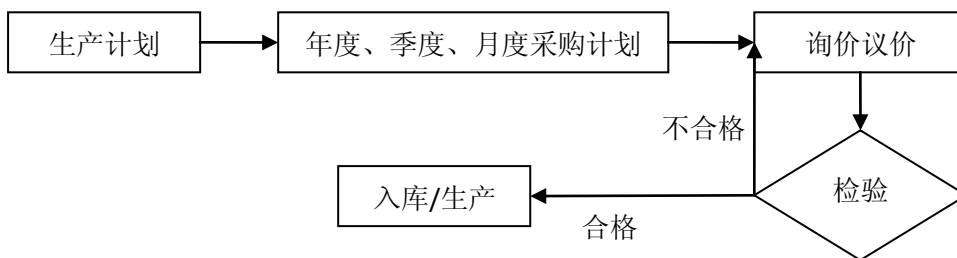 生产计划
年度、季度、月度采购计划
询价议价
不合格
检验
入库/生产
合格